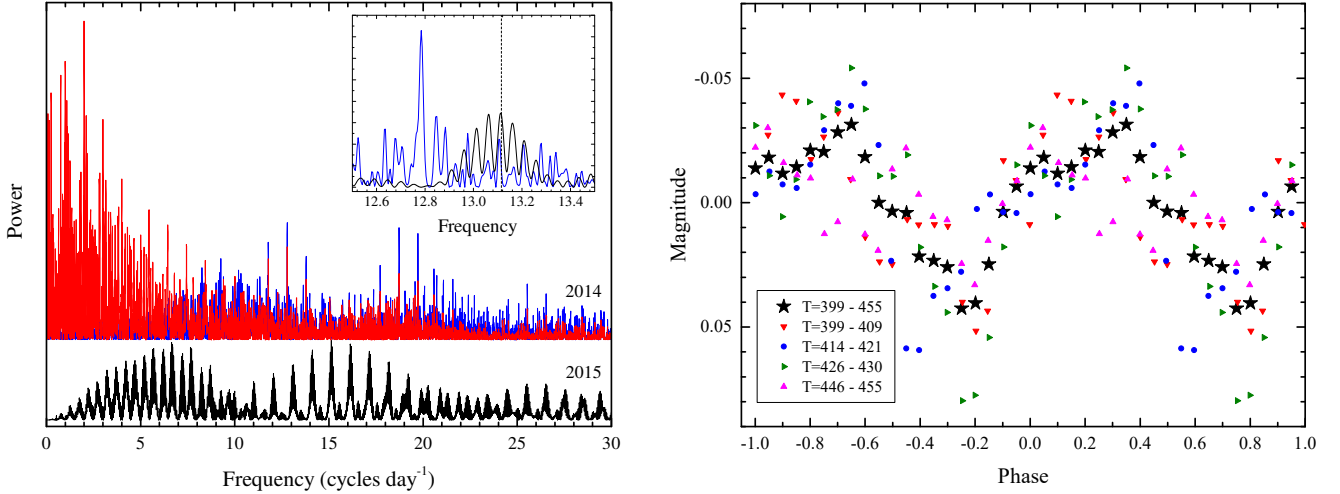 Power
2014
2015
0 5 10 15 20 25 30
Frequency (cycles day⁻¹)
12.6 12.8 13.0 13.2 13.4
Frequency
Magnitude
-0.05
0.00
0.05
T=399 - 455
T=399 - 409
T=414 - 421
T=426 - 430
T=446 - 455
-1.0 -0.8 -0.6 -0.4 -0.2 0.0 0.2 0.4 0.6 0.8 1.0
Phase